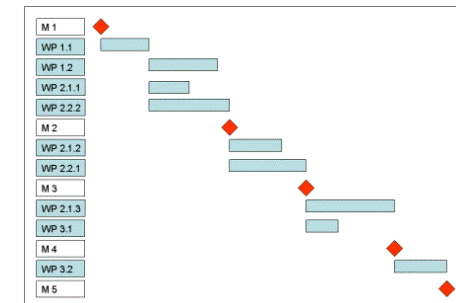 M 1
WP 1.1
WP 1.2
WP 2.1.1
WP 2.2.2
M 2
WP 2.1.2
WP 2.2.1
M 3
WP 2.1.3
WP 3.1
M 4
WP 3.2
M 5